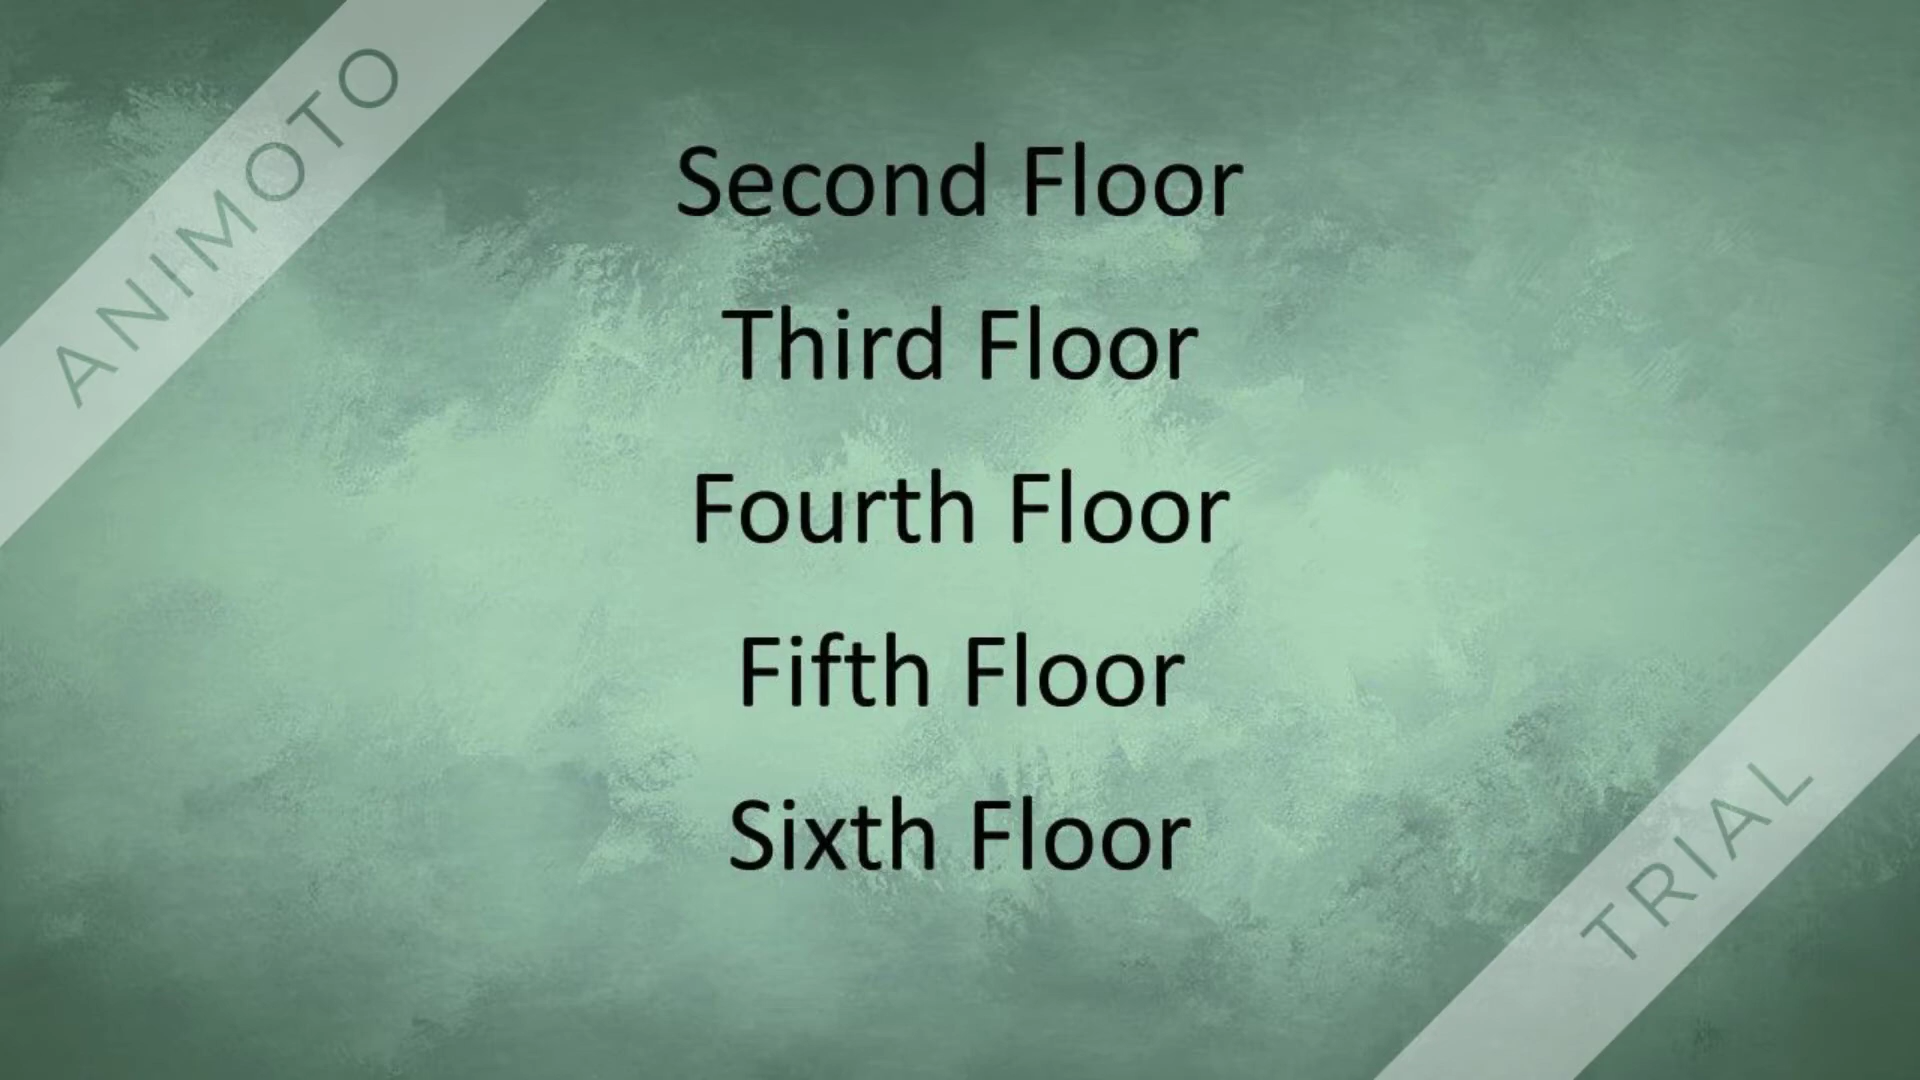 ANIMOTO
Second Floor
Third Floor
Fourth Floor
Fifth Floor
Sixth Floor
TRIAL